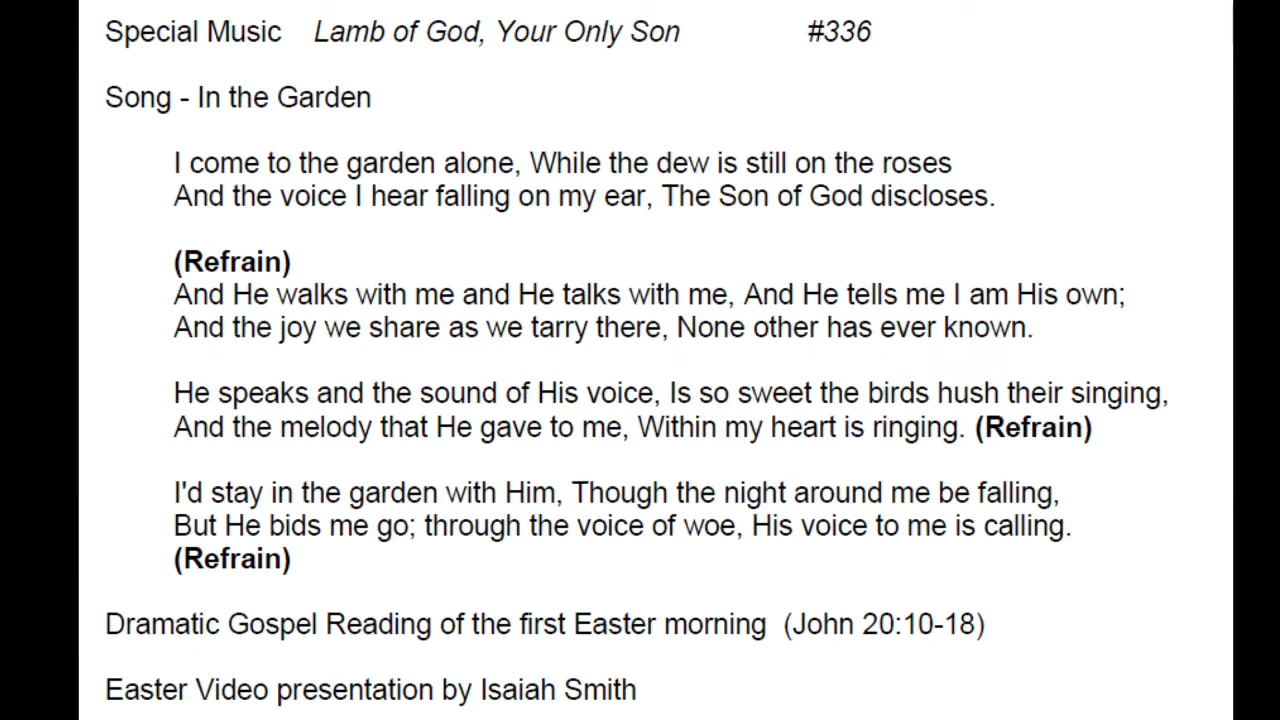 Special Music Lamb of God, Your Only Son #336
Song - In the Garden
I come to the garden alone, While the dew is still on the roses
And the voice I hear falling on my ear, The Son of God discloses.
(Refrain)
And He walks with me and He talks with me, And He tells me I am His own;
And the joy we share as we tarry there, None other has ever known.
He speaks and the sound of His voice, Is so sweet the birds hush their singing,
And the melody that He gave to me, Within my heart is ringing. (Refrain)
I'd stay in the garden with Him, Though the night around me be falling,
But He bids me go; through the voice of woe, His voice to me is calling.
(Refrain)
Dramatic Gospel Reading of the first Easter morning (John 20:10-18)
Easter Video presentation by Isaiah Smith